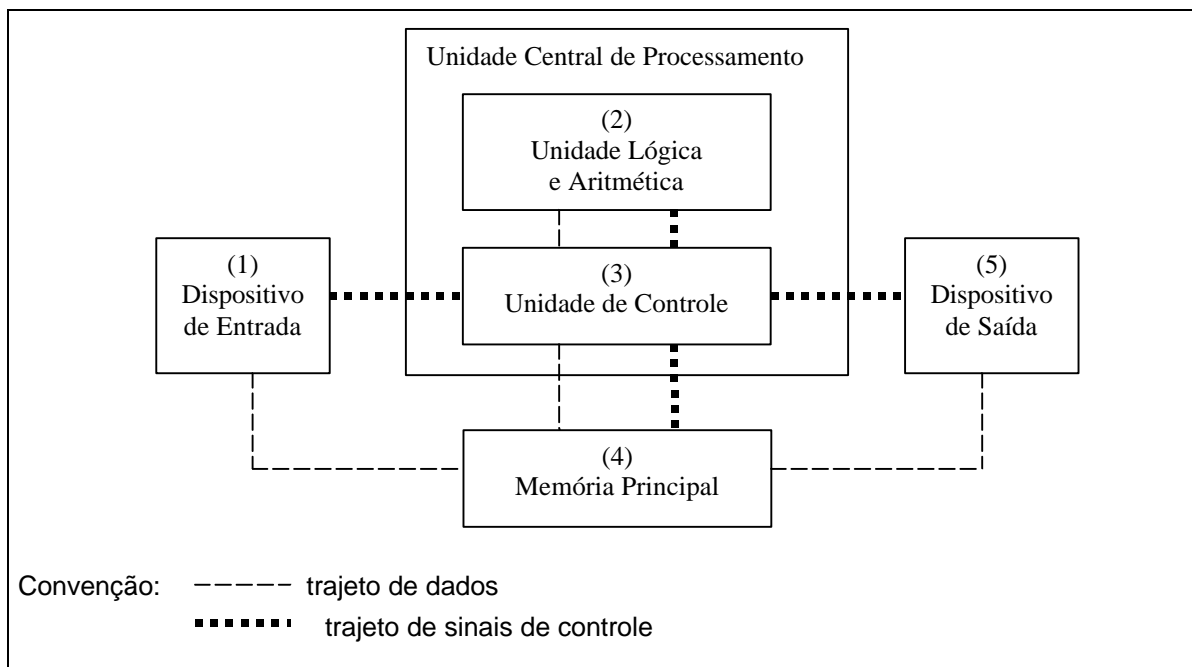 Unidade Central de Processamento
(2)
Unidade Lógica
e Aritmética
(1)
Dispositivo
de Entrada
(3)
Unidade de Controle
(5)
Dispositivo
de Saída
(4)
Memória Principal
Convenção: trajeto de dados
trajeto de sinais de controle